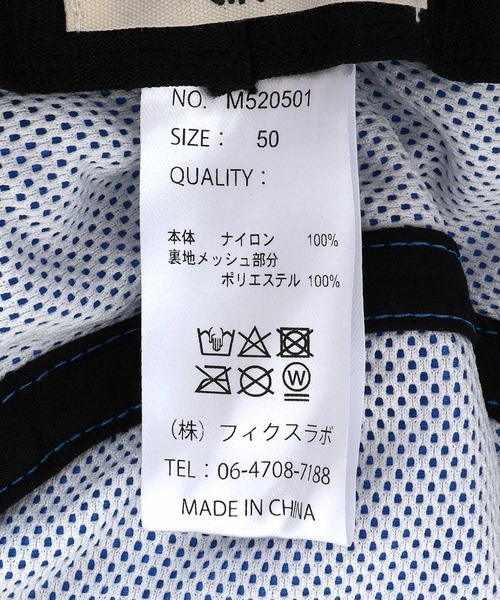 NO. M520501
SIZE: 50
QUALITY:
本体 ナイロン 100%
裏地メッシュ部分
ポリエステル 100%
W
(株) フィクスラボ
TEL: 06-4708-7188
MADE IN CHINA